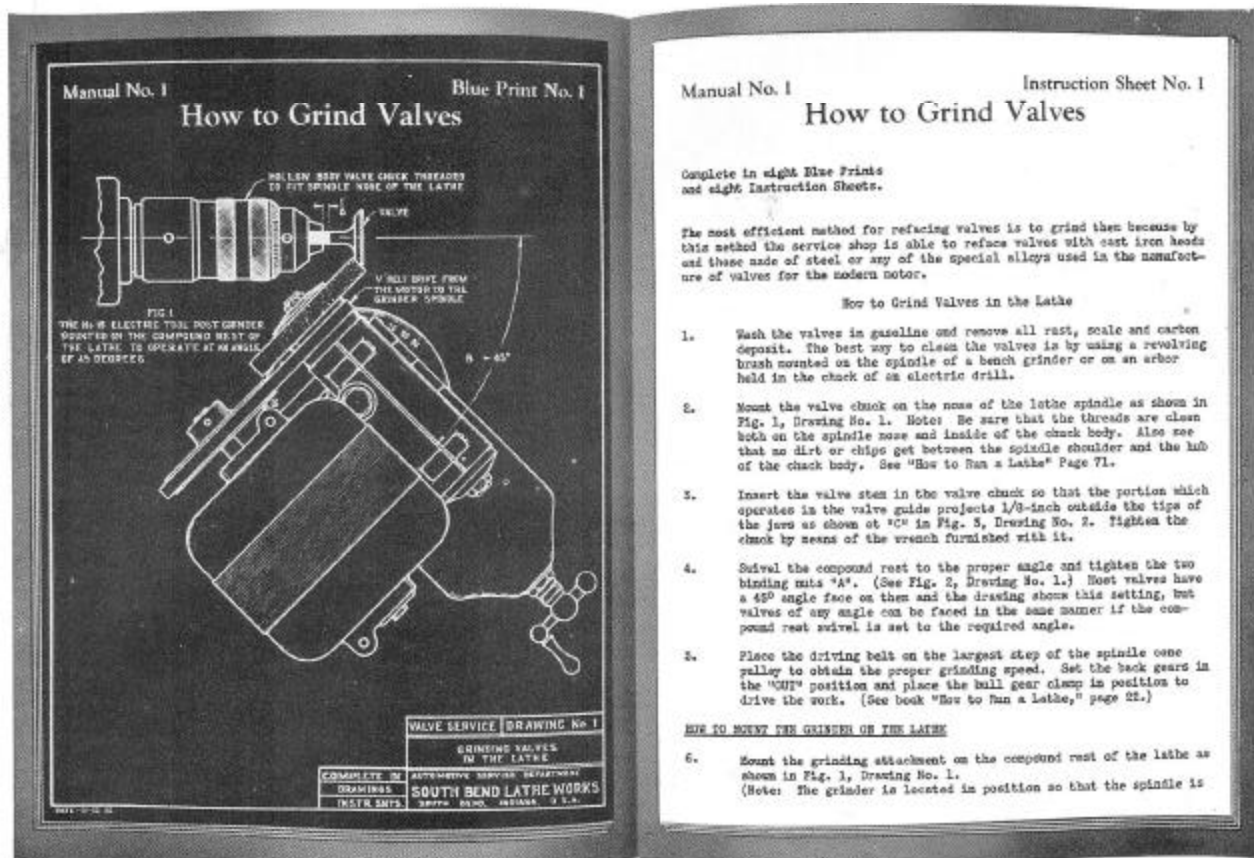 Manual No. 1
Blue Print No. 1
How to Grind Valves
HOLLOW BODY VALVE CHUCK THREADED
TO FIT SPINDLE NOSE OF THE LATHE
VALVE
V BELT DRIVE FROM
THE MOTOR TO THE
GRINDER SPINDLE
FIG. 1
THE No ELECTRIC TOOL POST GRINDER
MOUNTED ON THE COMPOUND REST OF
THE LATHE TO OPERATE AT AN ANGLE
OF 45 DEGREES
B - 45°
VALVE SERVICE DRAWING No 1
GRINDING VALVES
IN THE LATHE
COMPLETE IN
DRAWINGS
INSTR. SHTS.
AUTOMOTIVE SERVICE DEPARTMENT
SOUTH BEND LATHE WORKS
SOUTH BEND, INDIANA, U.S.A.
Manual No. 1
Instruction Sheet No. 1
How to Grind Valves
Complete in eight Blue Prints
and eight Instruction Sheets.
The most efficient method for refacing valves is to grind them because by
this method the service shop is able to reface valves with cast iron heads
and those made of steel or any of the special alloys used in the manufact-
ure of valves for the modern motor.
How to Grind Valves in the Lathe
1. Wash the valves in gasoline and remove all rust, scale and carbon
deposit. The best way to clean the valves is by using a revolving
brush mounted on the spindle of a bench grinder or on an arbor
held in the chuck of an electric drill.
2. Mount the valve chuck on the nose of the lathe spindle as shown in
Fig. 1, Drawing No. 1. Note: Be sure that the threads are clean
both on the spindle nose and inside of the chuck body. Also see
that no dirt or chips get between the spindle shoulder and the hub
of the chuck body. See "How to Run a Lathe" Page 71.
3. Insert the valve stem in the valve chuck so that the portion which
operates in the valve guide projects 1/8-inch outside the tips of
the jaws as shown at "C" in Fig. 3, Drawing No. 2. Tighten the
chuck by means of the wrench furnished with it.
4. Swivel the compound rest to the proper angle and tighten the two
binding nuts "A". (See Fig. 2, Drawing No. 1.) Most valves have
a 45° angle face on them and the drawing shows this setting, but
valves of any angle can be faced in the same manner if the com-
pound rest swivel is set to the required angle.
5. Place the driving belt on the largest step of the spindle cone
pulley to obtain the proper grinding speed. Set the back gears in
the "OUT" position and place the bull gear clamp in position to
drive the work. (See book "How to Run a Lathe," page 22.)
HOW TO MOUNT THE GRINDER ON THE LATHE
6. Mount the grinding attachment on the compound rest of the lathe as
shown in Fig. 1, Drawing No. 1.
(Note: The grinder is located in position so that the spindle is